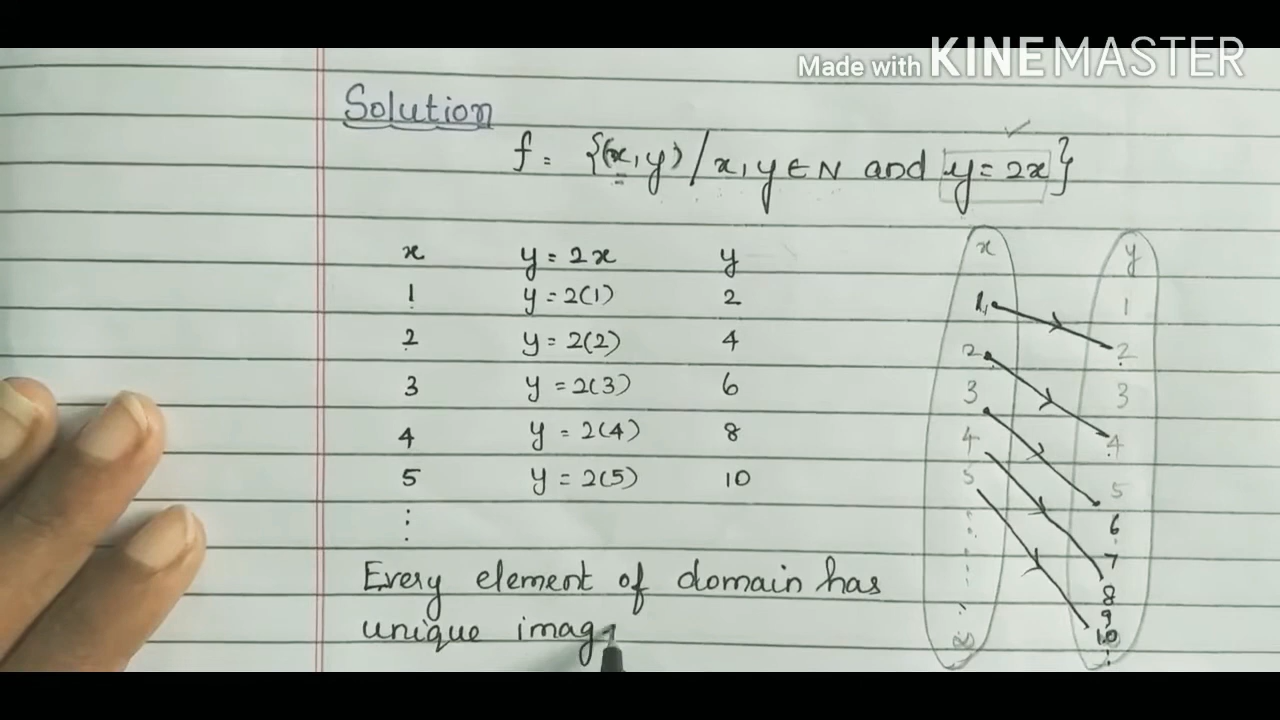 Made with KINEMASTER
Solution
f = {(x, y) / x, y ∈ N and y = 2x}
x y = 2x y
1 y = 2(1) 2
2 y = 2(2) 4
3 y = 2(3) 6
4 y = 2(4) 8
5 y = 2(5) 10
⋮
Every element of domain has
unique imag
x
1
2
3
4
5
∞
y
1
2
3
4
5
6
7
8
9
10